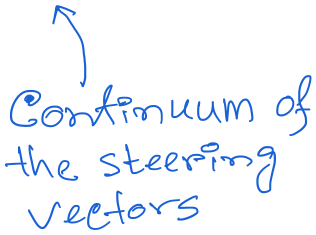 Continuum of
the steering
vectors